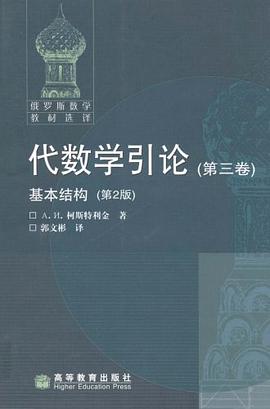 俄罗斯数学
教材选译
代数学引论 (第三卷)
基本结构 (第2版)
□ А. И. 柯斯特利金 著
□ 郭文彬 译
高等教育出版社
Higher Education Press